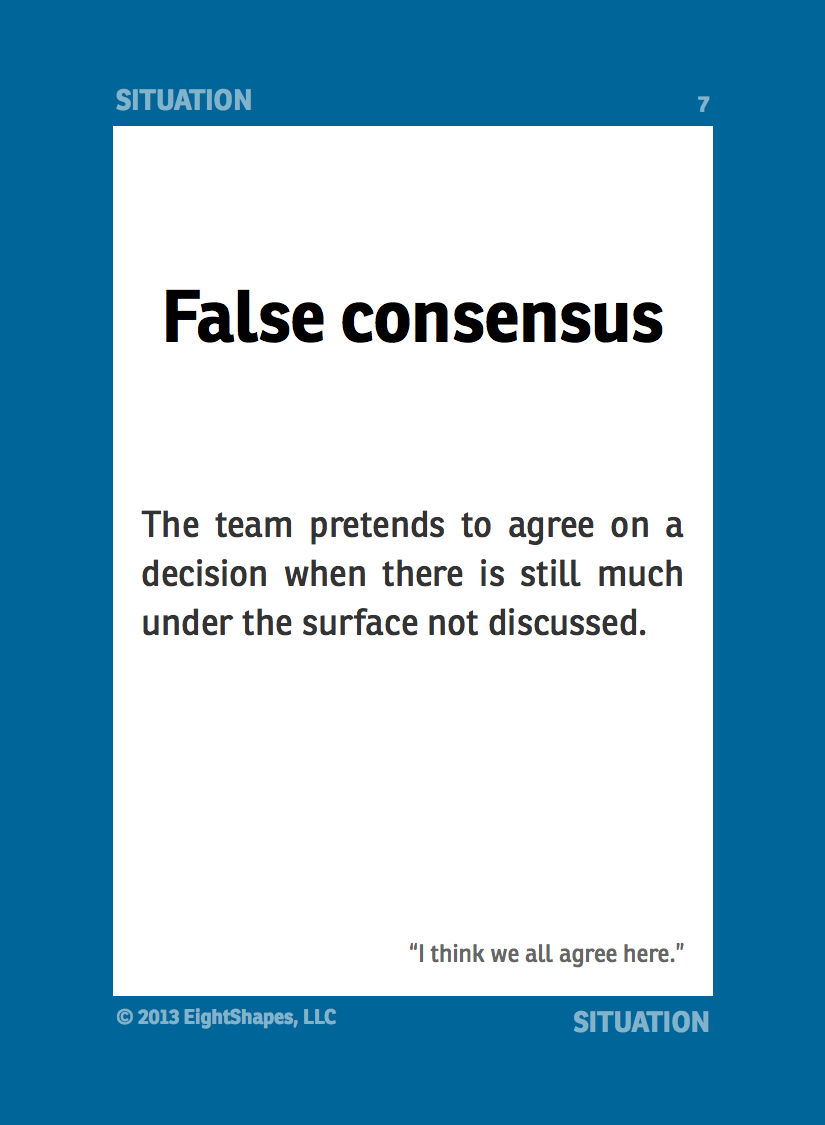 SITUATION 7
False consensus
The team pretends to agree on a
decision when there is still much
under the surface not discussed.
“I think we all agree here.”
© 2013 EightShapes, LLC SITUATION